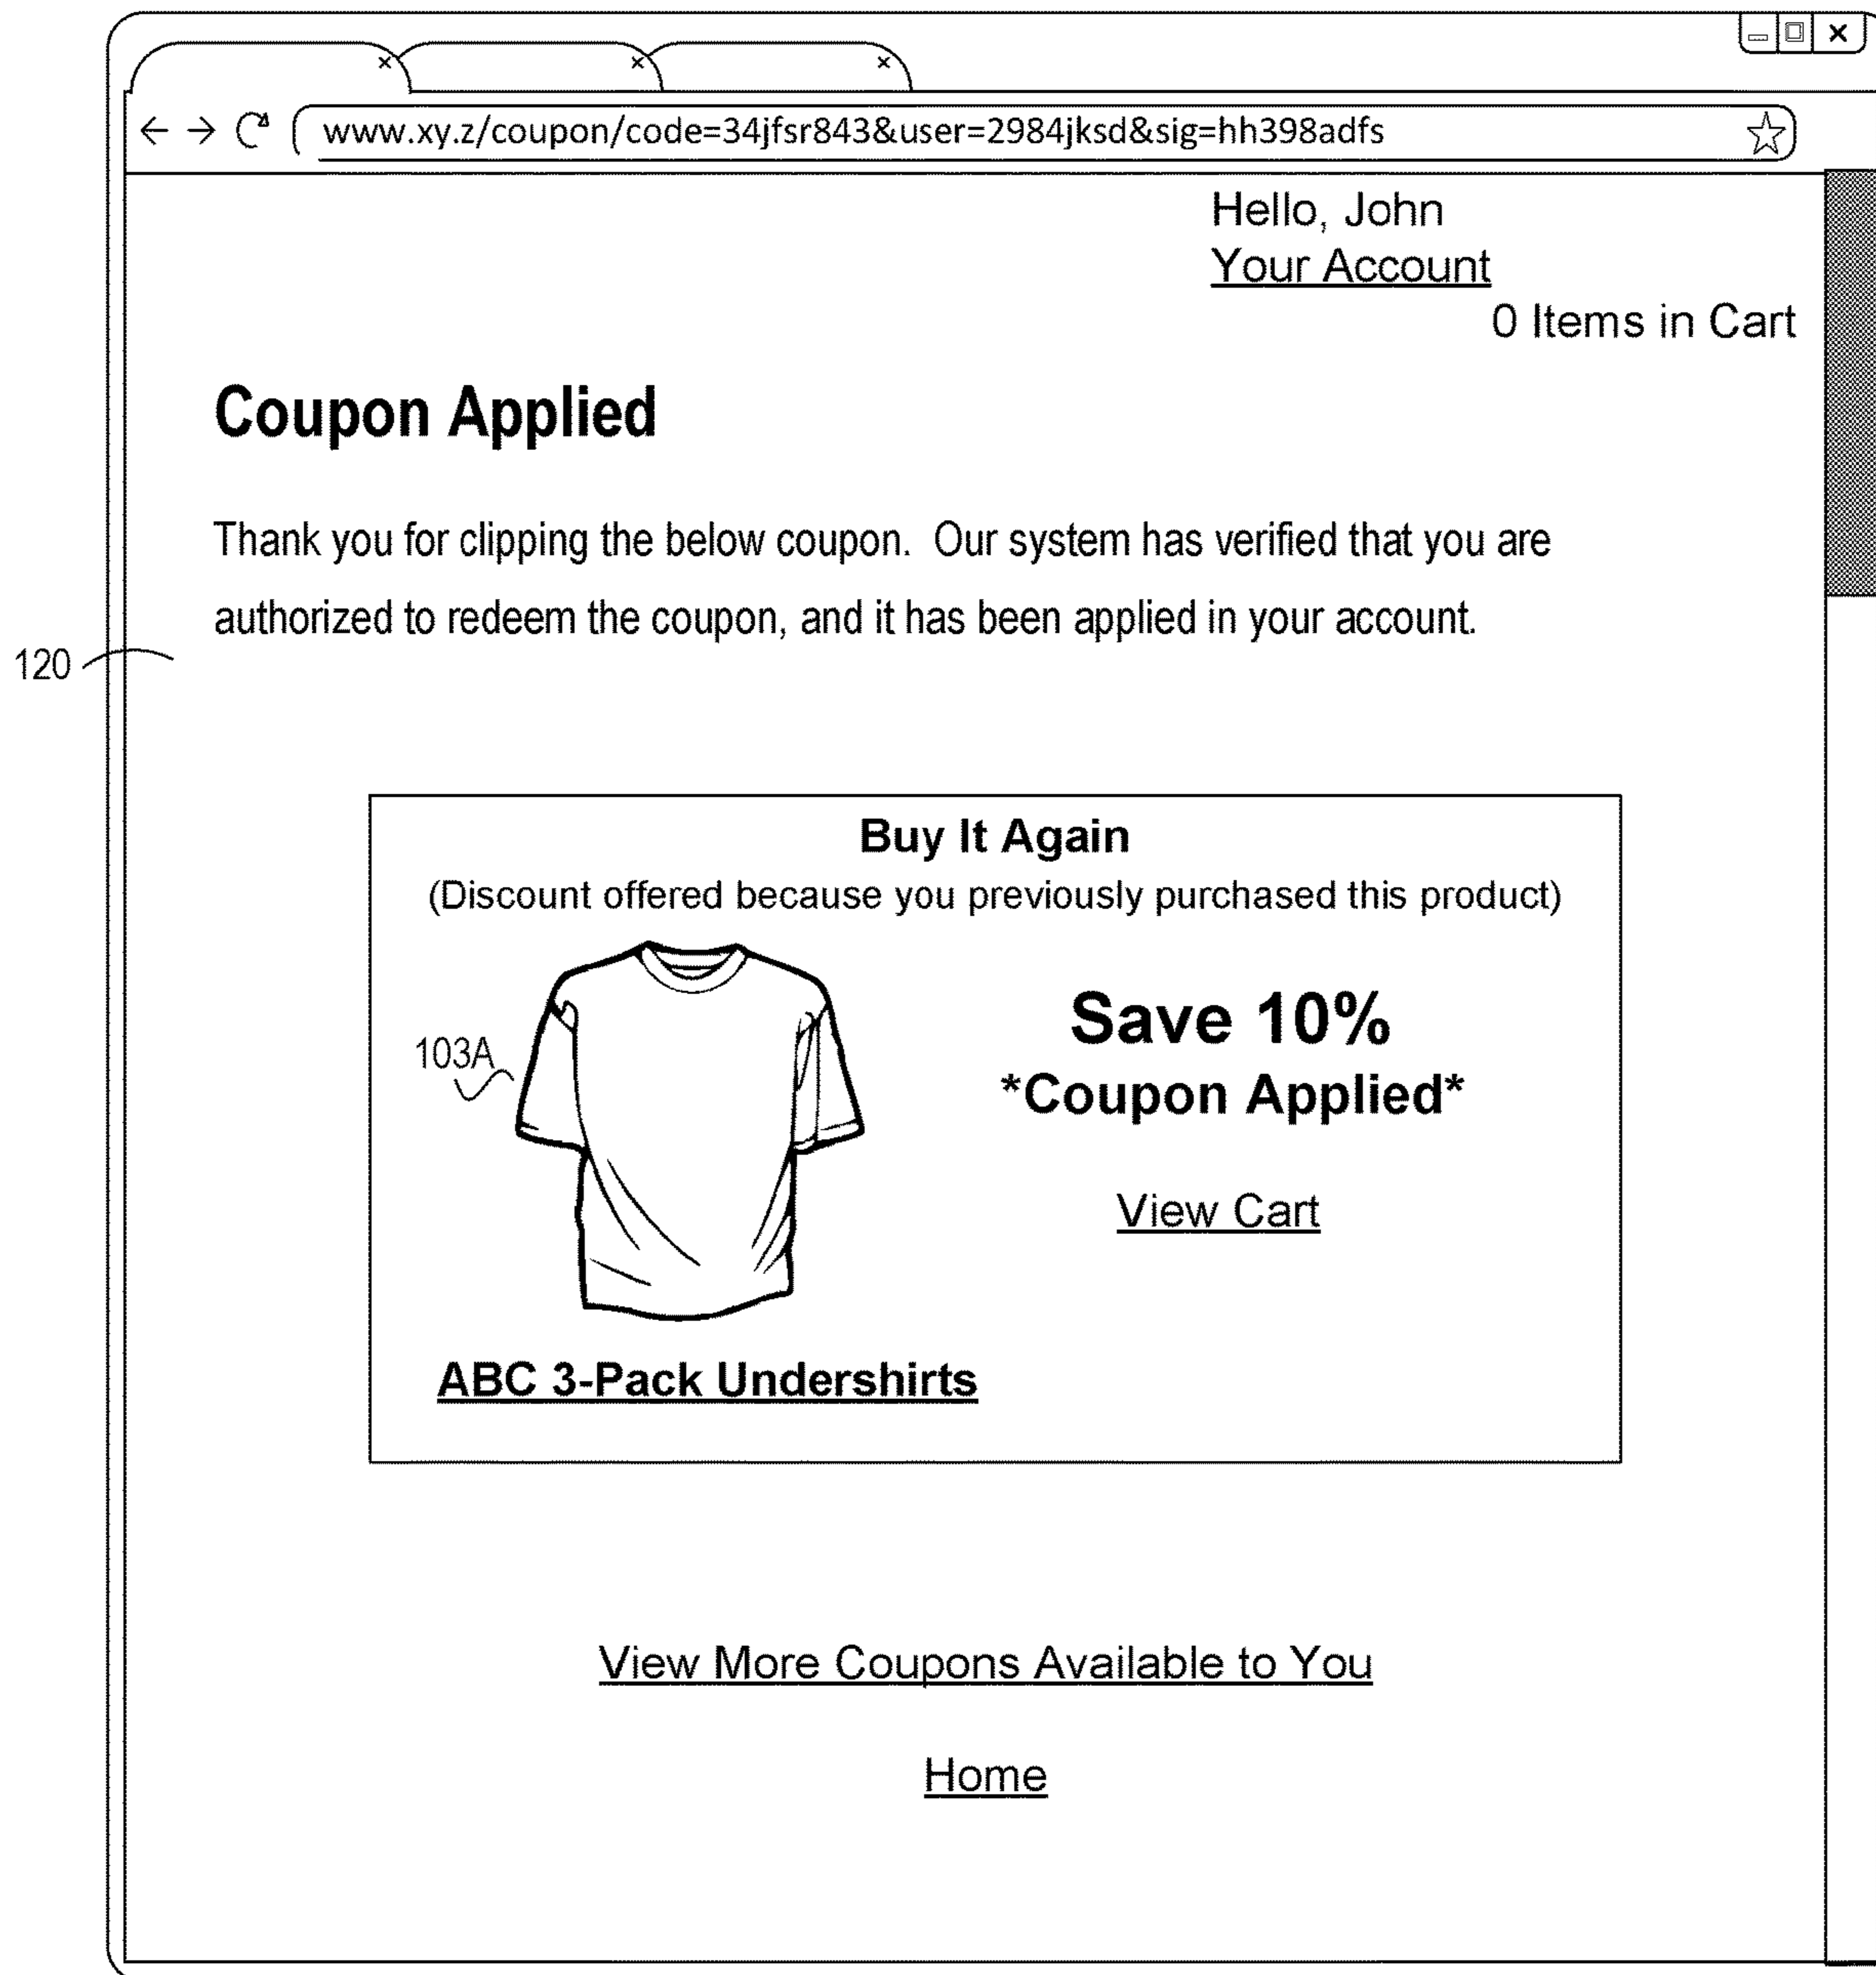 www.xy.z/coupon/code=34jfsr843&user=2984jksd&sig=hh398adfs
Hello, John
Your Account
0 Items in Cart
Coupon Applied
Thank you for clipping the below coupon.  Our system has verified that you are
authorized to redeem the coupon, and it has been applied in your account.
120
Buy It Again
(Discount offered because you previously purchased this product)
103A
Save 10%
*Coupon Applied*
View Cart
ABC 3-Pack Undershirts
View More Coupons Available to You
Home